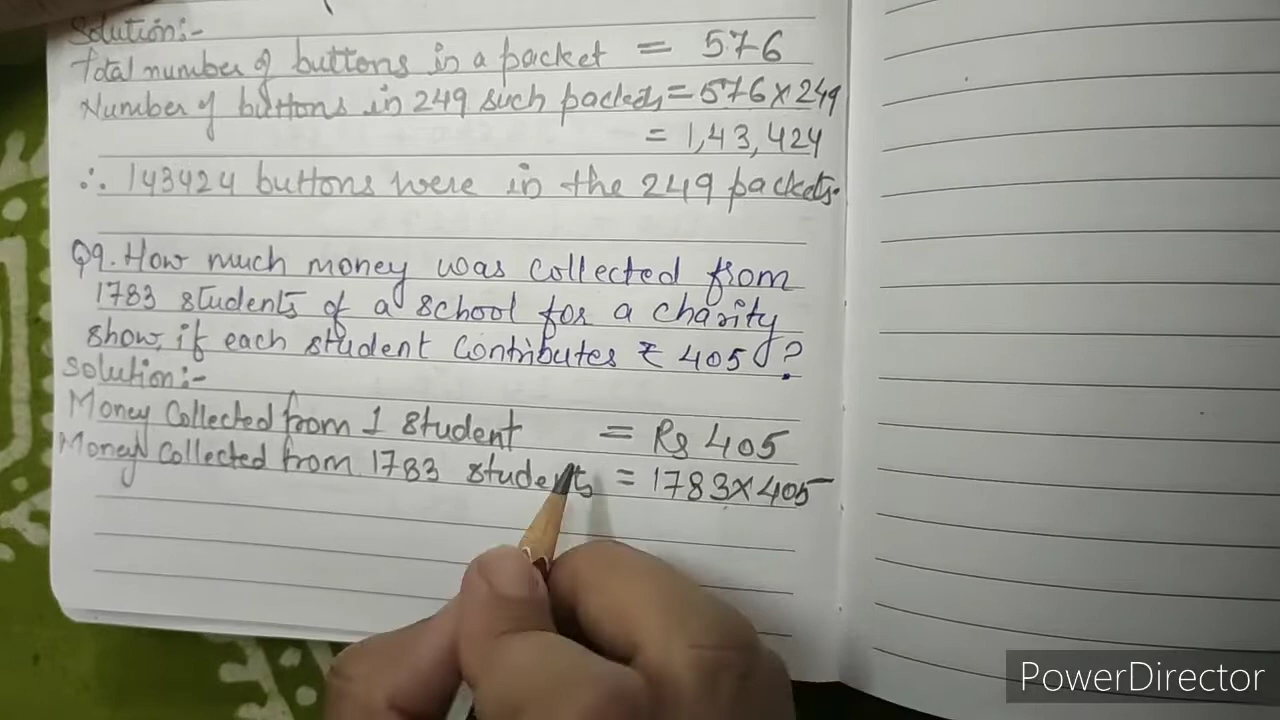 Solution:-
Total number of buttons in a packet = 576
Number of buttons in 249 such packets = 576 × 249
= 1,43,424
∴ 143424 buttons were in the 249 packets.
Q9. How much money was collected from
1783 students of a school for a charity
show, if each student contributes ₹ 405 ?
Solution:-
Money Collected from 1 Student = Rs 405
Money Collected from 1783 students = 1783 × 405
PowerDirector